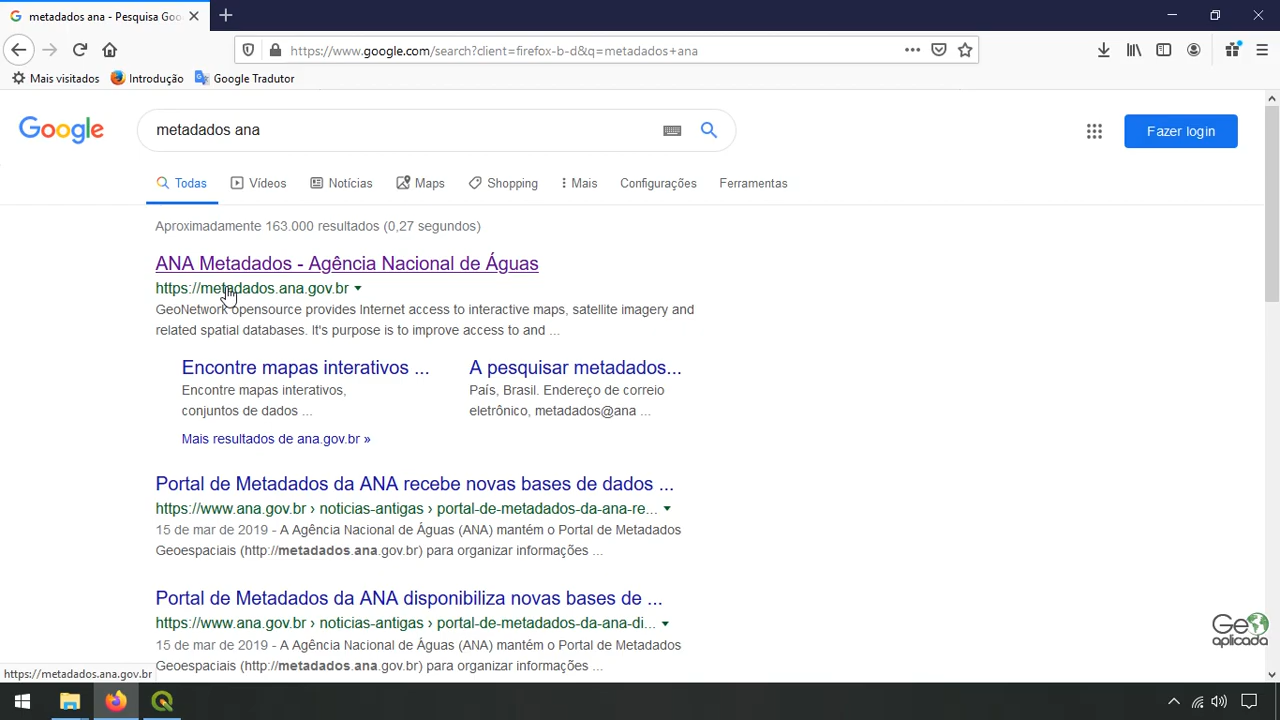 metadados ana - Pesquisa Goo
https://www.google.com/search?client=firefox-b-d&q=metadados+ana
Mais visitados Introdução Google Tradutor
Google metadados ana Fazer login
Todas Vídeos Notícias Maps Shopping Mais Configurações Ferramentas
Aproximadamente 163.000 resultados (0,27 segundos)
ANA Metadados - Agência Nacional de Águas
https://metadados.ana.gov.br
GeoNetwork opensource provides Internet access to interactive maps, satellite imagery and
related spatial databases. It's purpose is to improve access to and ...
Encontre mapas interativos ...
Encontre mapas interativos,
conjuntos de dados ...
A pesquisar metadados...
País, Brasil. Endereço de correio
eletrônico, metadados@ana ...
Mais resultados de ana.gov.br »
Portal de Metadados da ANA recebe novas bases de dados ...
https://www.ana.gov.br › noticias-antigas › portal-de-metadados-da-ana-re...
15 de mar de 2019 - A Agência Nacional de Águas (ANA) mantém o Portal de Metadados
Geoespaciais (http://metadados.ana.gov.br) para organizar informações ...
Portal de Metadados da ANA disponibiliza novas bases de ...
https://www.ana.gov.br › noticias-antigas › portal-de-metadados-da-ana-di...
15 de mar de 2019 - A Agência Nacional de Águas (ANA) mantém o Portal de Metadados
Geoespaciais (http://metadados.ana.gov.br) para organizar informações ...
Geo
aplicada
https://metadados.ana.gov.br